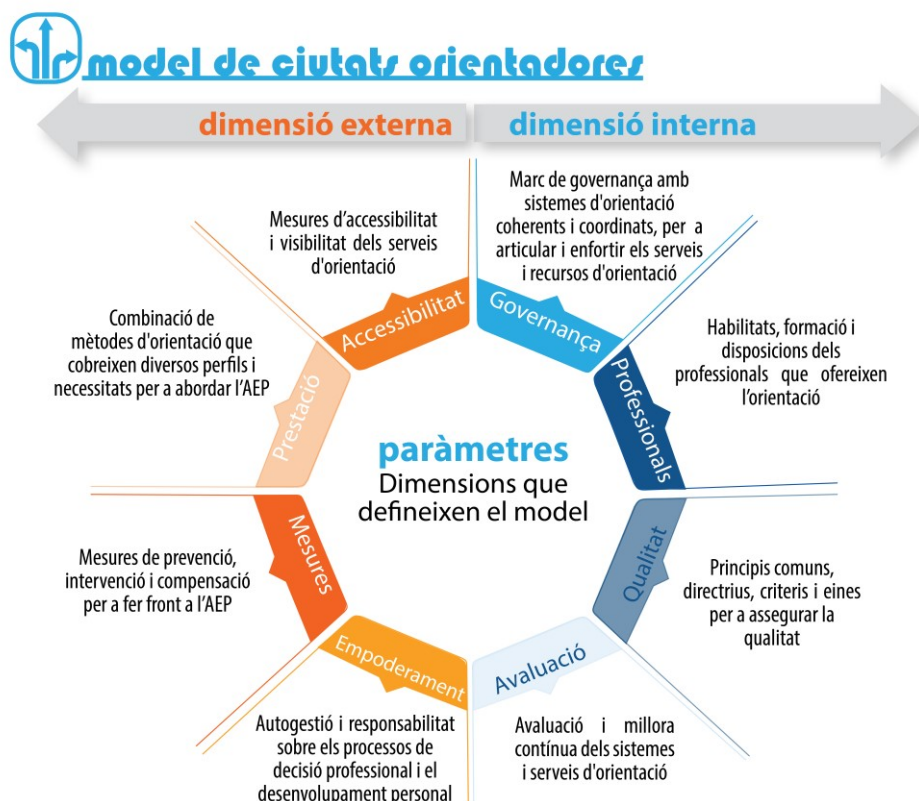 model de ciutats orientadores
dimensió externa
dimensió interna
Mesures d'accessibilitat
i visibilitat dels serveis
d'orientació
Marc de governança amb
sistemes d'orientació
coherents i coordinats, per a
articular i enfortir els serveis
i recursos d'orientació
Accessibilitat
Governança
Combinació de
mètodes d'orientació que
cobreixen diversos perfils i
necessitats per a abordar l'AEP
Prestació
Professionals
Habilitats, formació i
disposicions dels
professionals que ofereixen
l'orientació
paràmetres
Dimensions que
defineixen el model
Mesures de prevenció,
intervenció i compensació
per a fer front a l'AEP
Mesures
Qualitat
Principis comuns,
directrius, criteris i eines
per a assegurar la
qualitat
Empoderament
Avaluació
Autogestió i responsabilitat
sobre els processos de
decisió professional i el
desenvolupament personal
Avaluació i millora
contínua dels sistemes
i serveis d'orientació